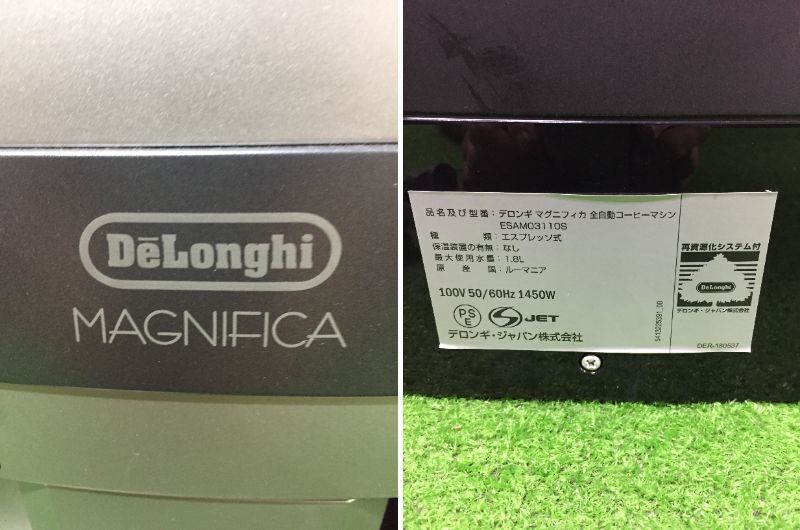 DeLonghi
MAGNIFICA
品名及び型番：デロンギ マグニフィカ 全自動コーヒーマシン
ESAM03110S
種　　　類：エスプレッソ式
保温装置の有無：なし
最大使用水量：1.8L
原　産　国：ルーマニア
100V 50/60Hz 1450W
PSE
JET
デロンギ・ジャパン株式会社
5413225391_00
再資源化システム付
DeLonghi
デロンギ・ジャパン株式会社
DER-180537